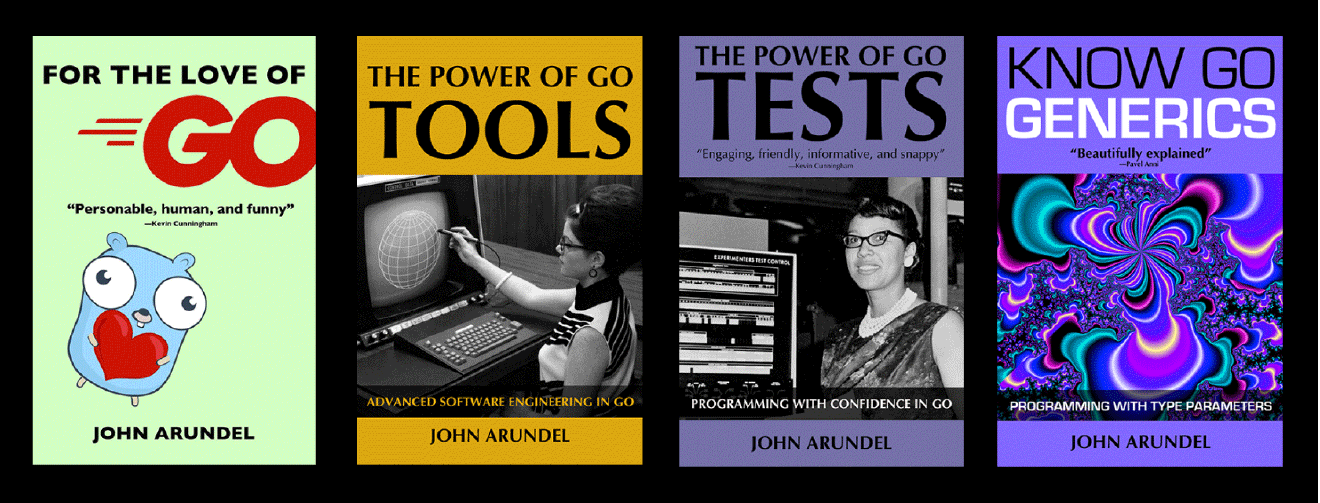 FOR THE LOVE OF
GO
“Personable, human, and funny”
—Kevin Cunningham
JOHN ARUNDEL
THE POWER OF GO
TOOLS
ADVANCED SOFTWARE ENGINEERING IN GO
JOHN ARUNDEL
THE POWER OF GO
TESTS
“Engaging, friendly, informative, and snappy”
—Kevin Cunningham
EXPERIMENTERS TEST CONTROL
PROGRAMMING WITH CONFIDENCE IN GO
JOHN ARUNDEL
KNOW GO
GENERICS
“Beautifully explained”
—Pavel Anni
PROGRAMMING WITH TYPE PARAMETERS
JOHN ARUNDEL